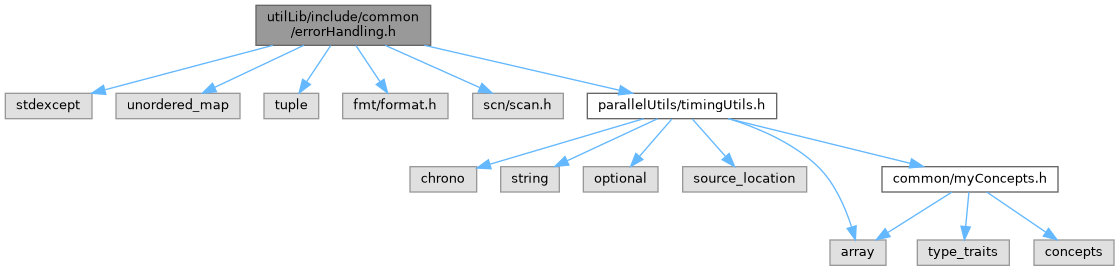 utilLib/include/common
/errorHandling.h
stdexcept
unordered_map
tuple
fmt/format.h
scn/scan.h
parallelUtils/timingUtils.h
chrono
string
optional
source_location
common/myConcepts.h
array
type_traits
concepts